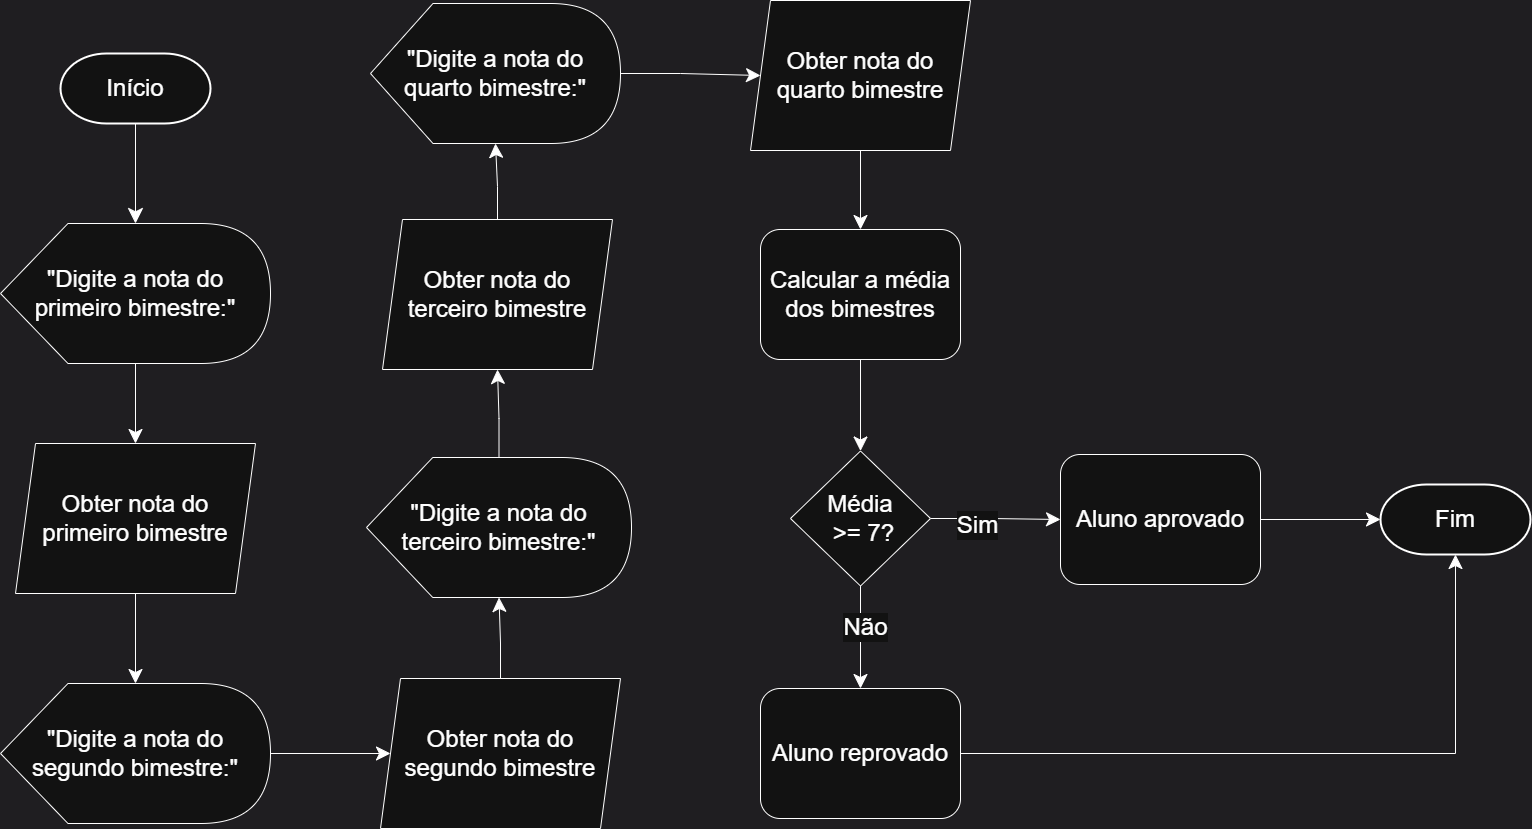 Início
"Digite a nota do
primeiro bimestre:"
Obter nota do
primeiro bimestre
"Digite a nota do
segundo bimestre:"
Obter nota do
segundo bimestre
"Digite a nota do
terceiro bimestre:"
Obter nota do
terceiro bimestre
"Digite a nota do
quarto bimestre:"
Obter nota do
quarto bimestre
Calcular a média
dos bimestres
Média
>= 7?
Sim
Aluno aprovado
Fim
Não
Aluno reprovado